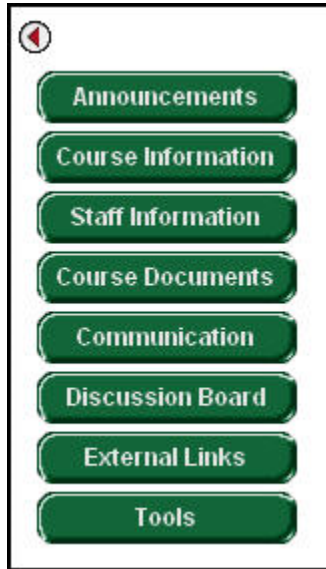 Announcements
Course Information
Staff Information
Course Documents
Communication
Discussion Board
External Links
Tools